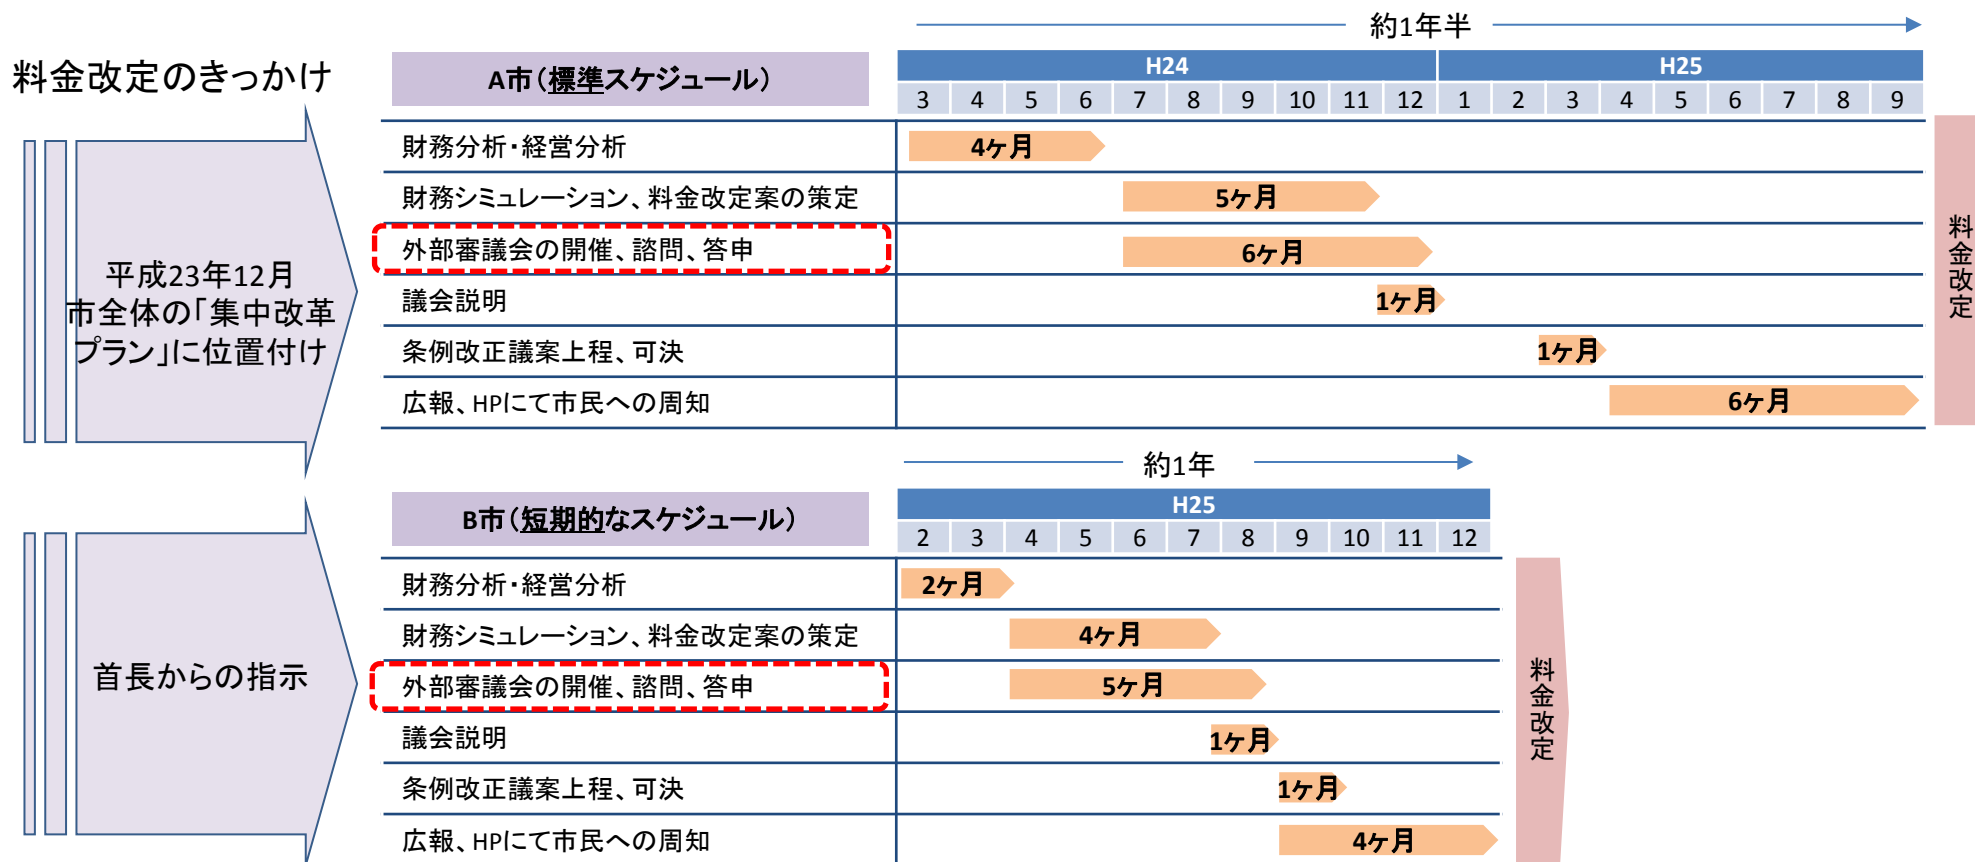 約1年半
料金改定のきっかけ
A市（標準スケジュール）
H24 H25
3 4 5 6 7 8 9 10 11 12 1 2 3 4 5 6 7 8 9
財務分析・経営分析
4ヶ月
財務シミュレーション、料金改定案の策定
5ヶ月
外部審議会の開催、諮問、答申
6ヶ月
議会説明
1ヶ月
条例改正議案上程、可決
1ヶ月
広報、HPにて市民への周知
6ヶ月
料金改定
平成23年12月
市全体の「集中改革
プラン」に位置付け
約1年
B市（短期的なスケジュール）
H25
2 3 4 5 6 7 8 9 10 11 12
財務分析・経営分析
2ヶ月
財務シミュレーション、料金改定案の策定
4ヶ月
外部審議会の開催、諮問、答申
5ヶ月
議会説明
1ヶ月
条例改正議案上程、可決
1ヶ月
広報、HPにて市民への周知
4ヶ月
料金改定
首長からの指示